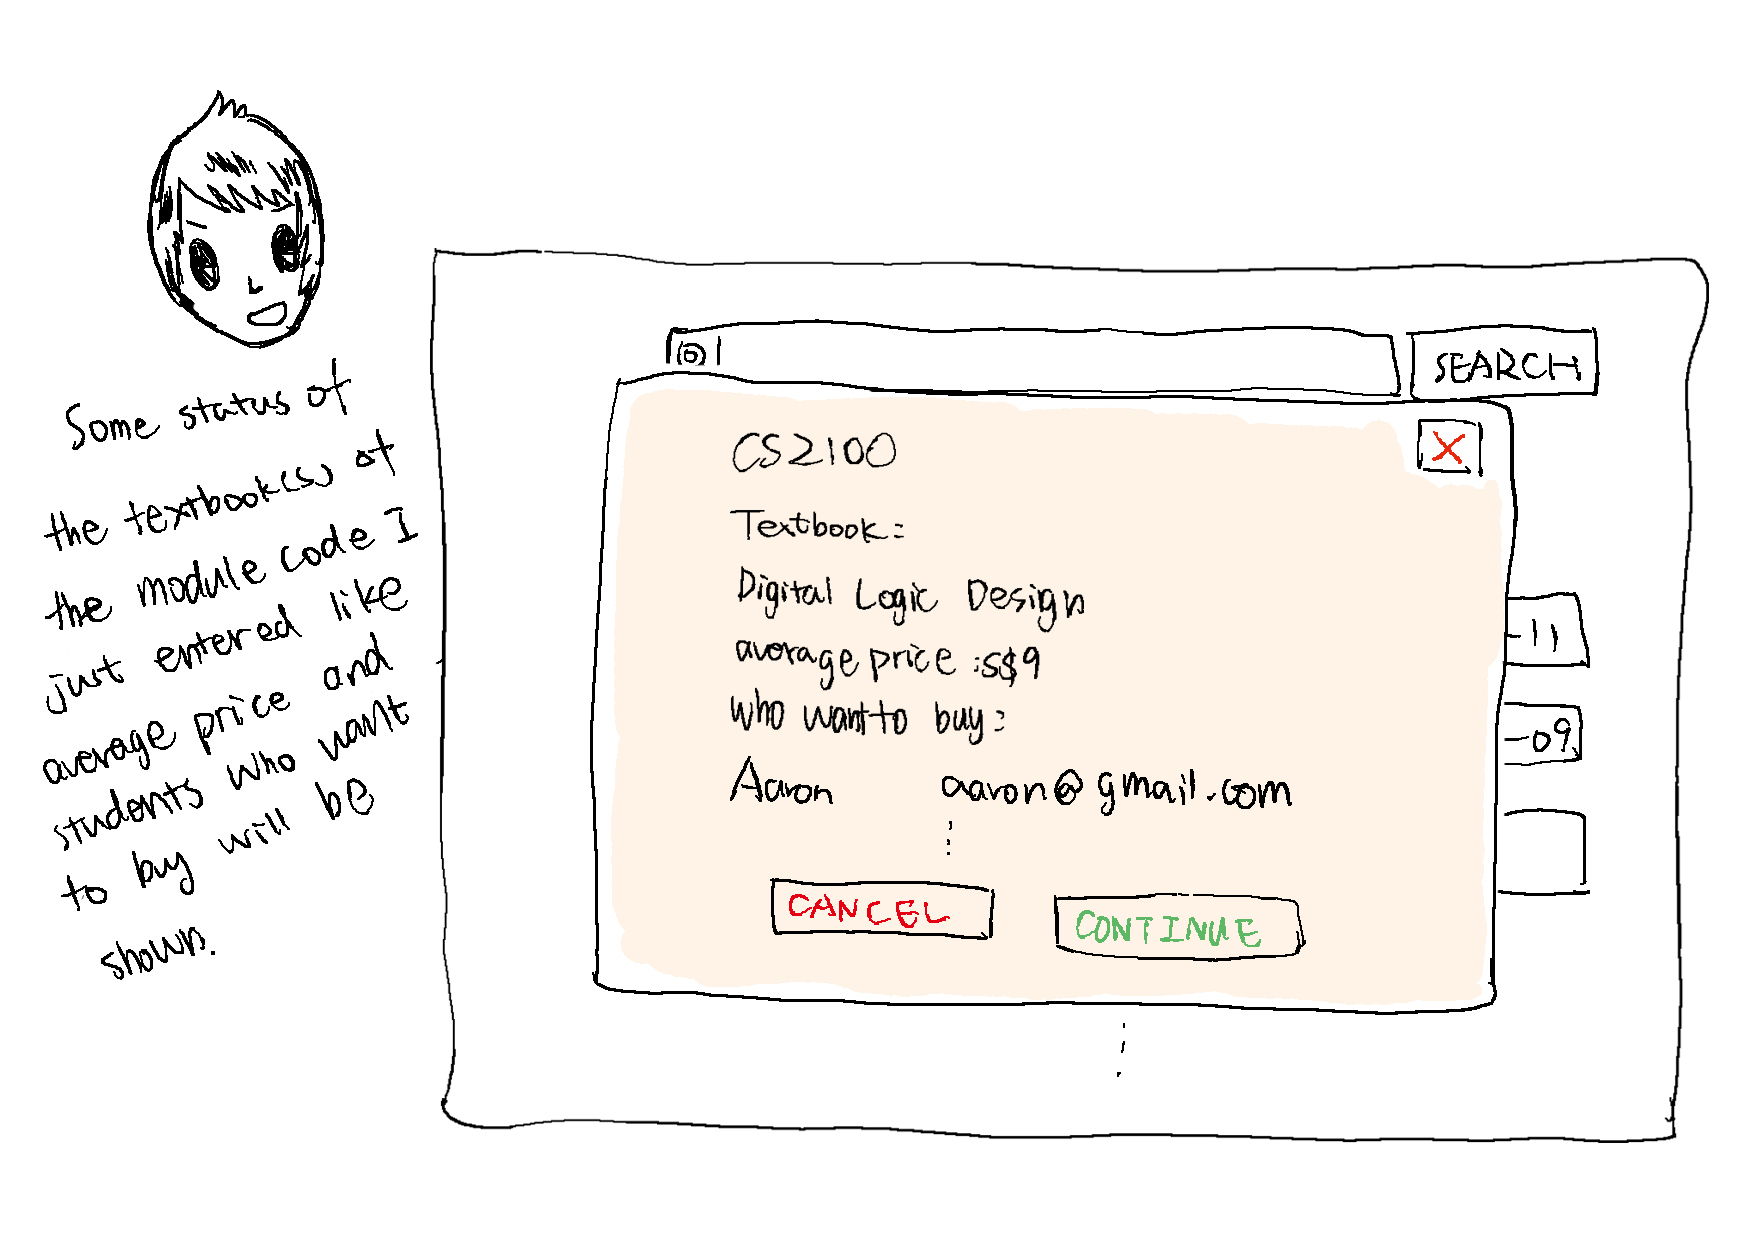 Some status of
the textbook(s) of
the module code I
just entered like
average price and
students who want
to buy will be
shown.
SEARCH
X
CS2100
Textbook:
Digital Logic Design
average price :S$9
who want to buy:
Aaron aaron@gmail.com
CANCEL
CONTINUE
-11
-09